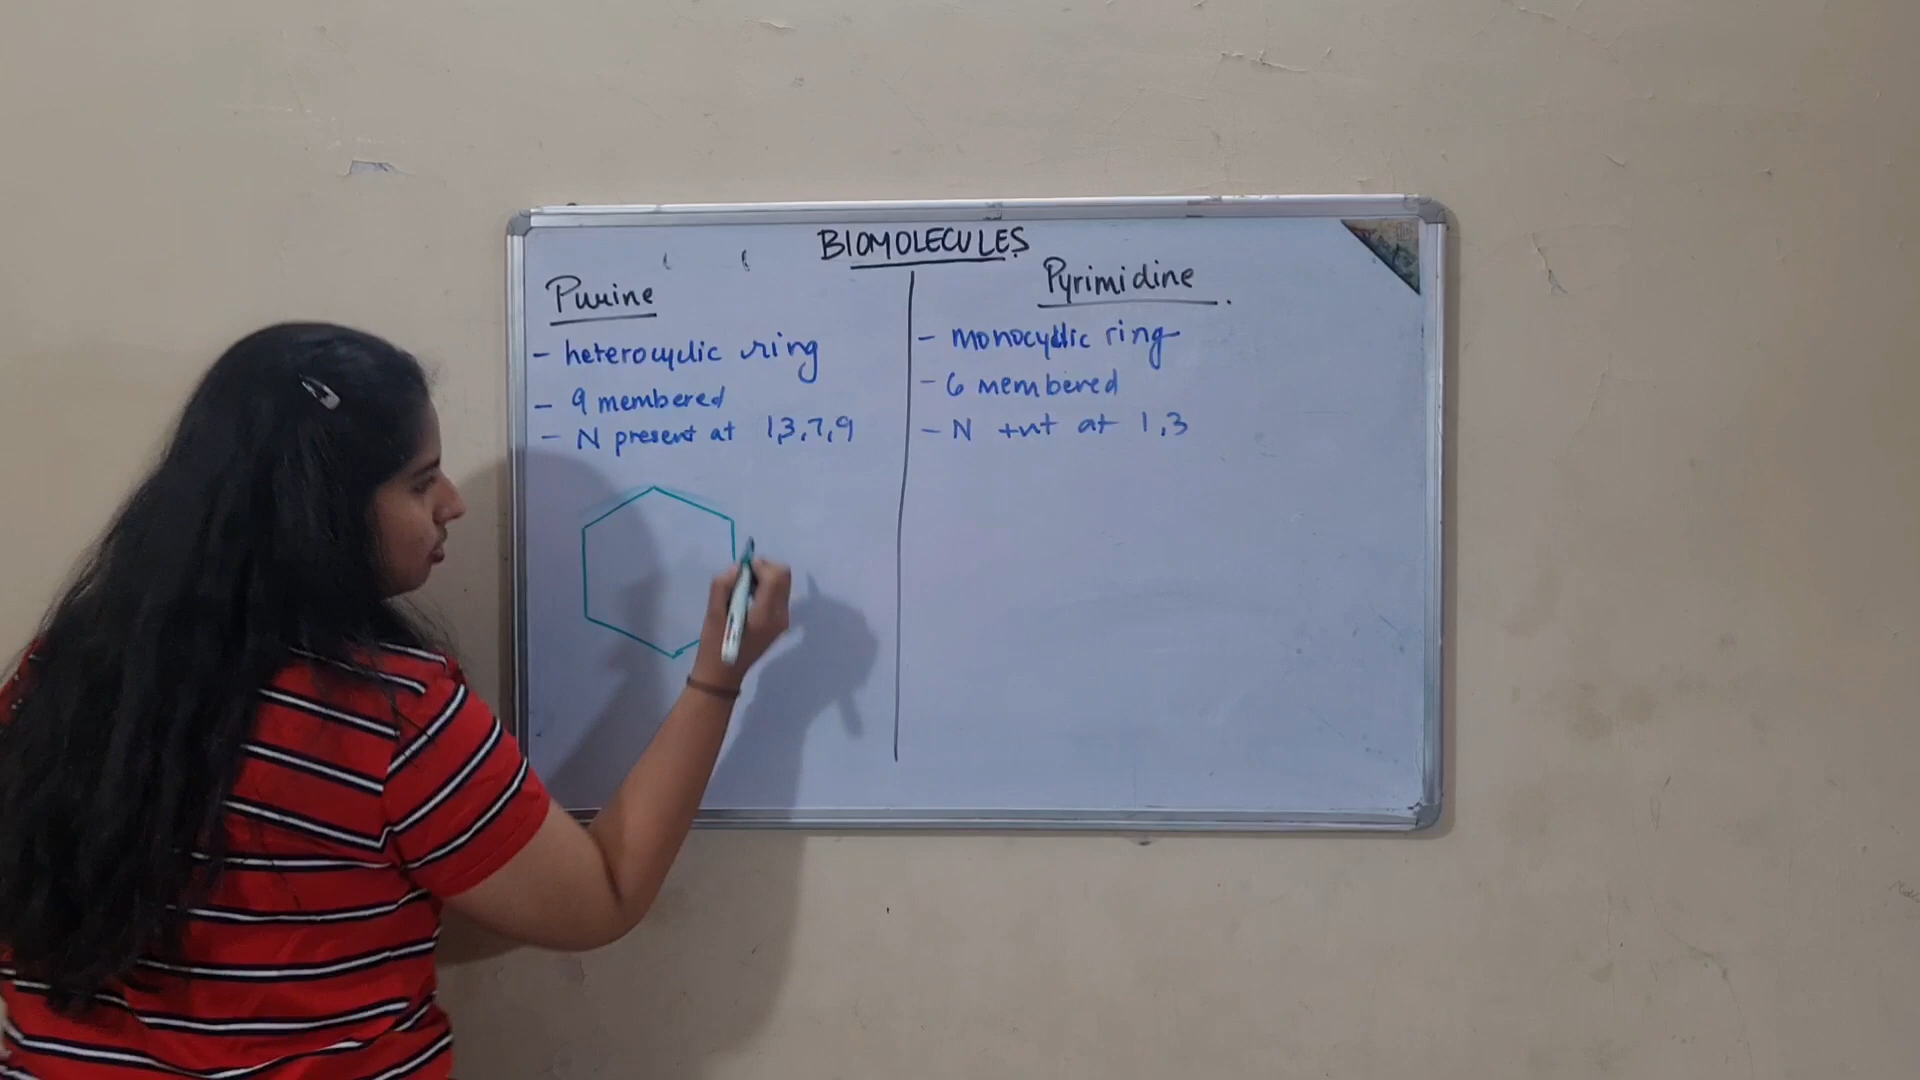 BIOMOLECULES
Purine
- heterocyclic ring
- 9 membered
- N present at 1,3,7,9
Pyrimidine
- monocyclic ring
- 6 membered
- N +nt at 1,3